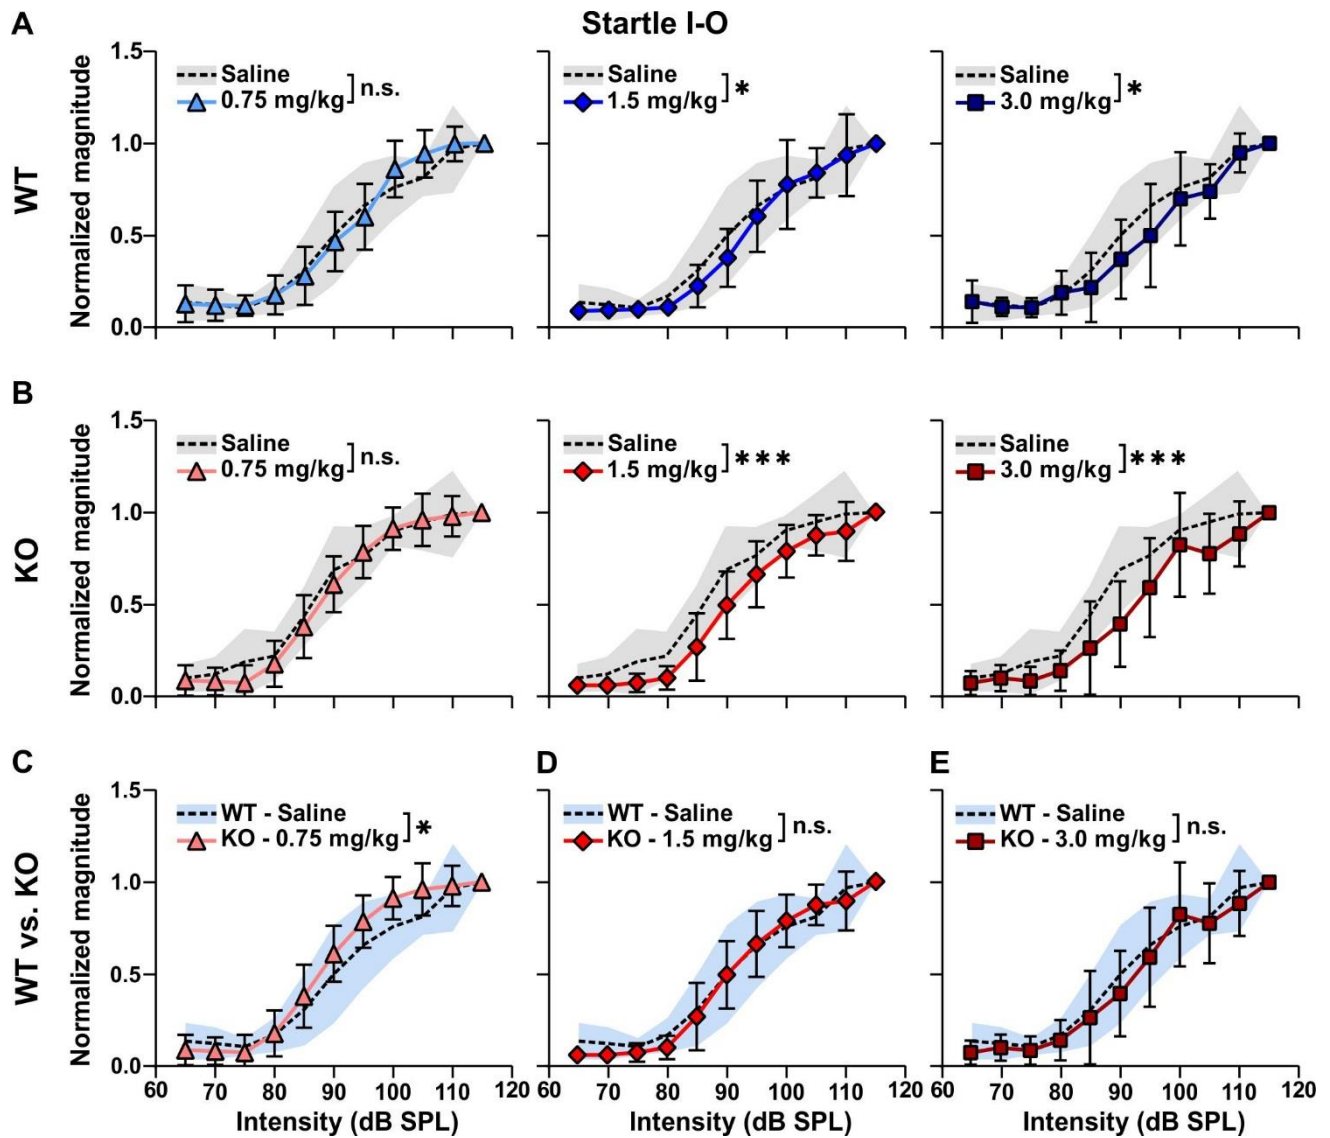 Startle I-O
A
WT
Normalized magnitude
1.5
1.0
0.5
0.0
Saline
0.75 mg/kg
n.s.
Saline
1.5 mg/kg
*
Saline
3.0 mg/kg
*
B
KO
Normalized magnitude
1.5
1.0
0.5
0.0
Saline
0.75 mg/kg
n.s.
Saline
1.5 mg/kg
***
Saline
3.0 mg/kg
***
C
WT vs. KO
Normalized magnitude
1.5
1.0
0.5
0.0
WT - Saline
KO - 0.75 mg/kg
*
60 70 80 90 100 110 120
Intensity (dB SPL)
D
WT - Saline
KO - 1.5 mg/kg
n.s.
60 70 80 90 100 110 120
Intensity (dB SPL)
E
WT - Saline
KO - 3.0 mg/kg
n.s.
60 70 80 90 100 110 120
Intensity (dB SPL)